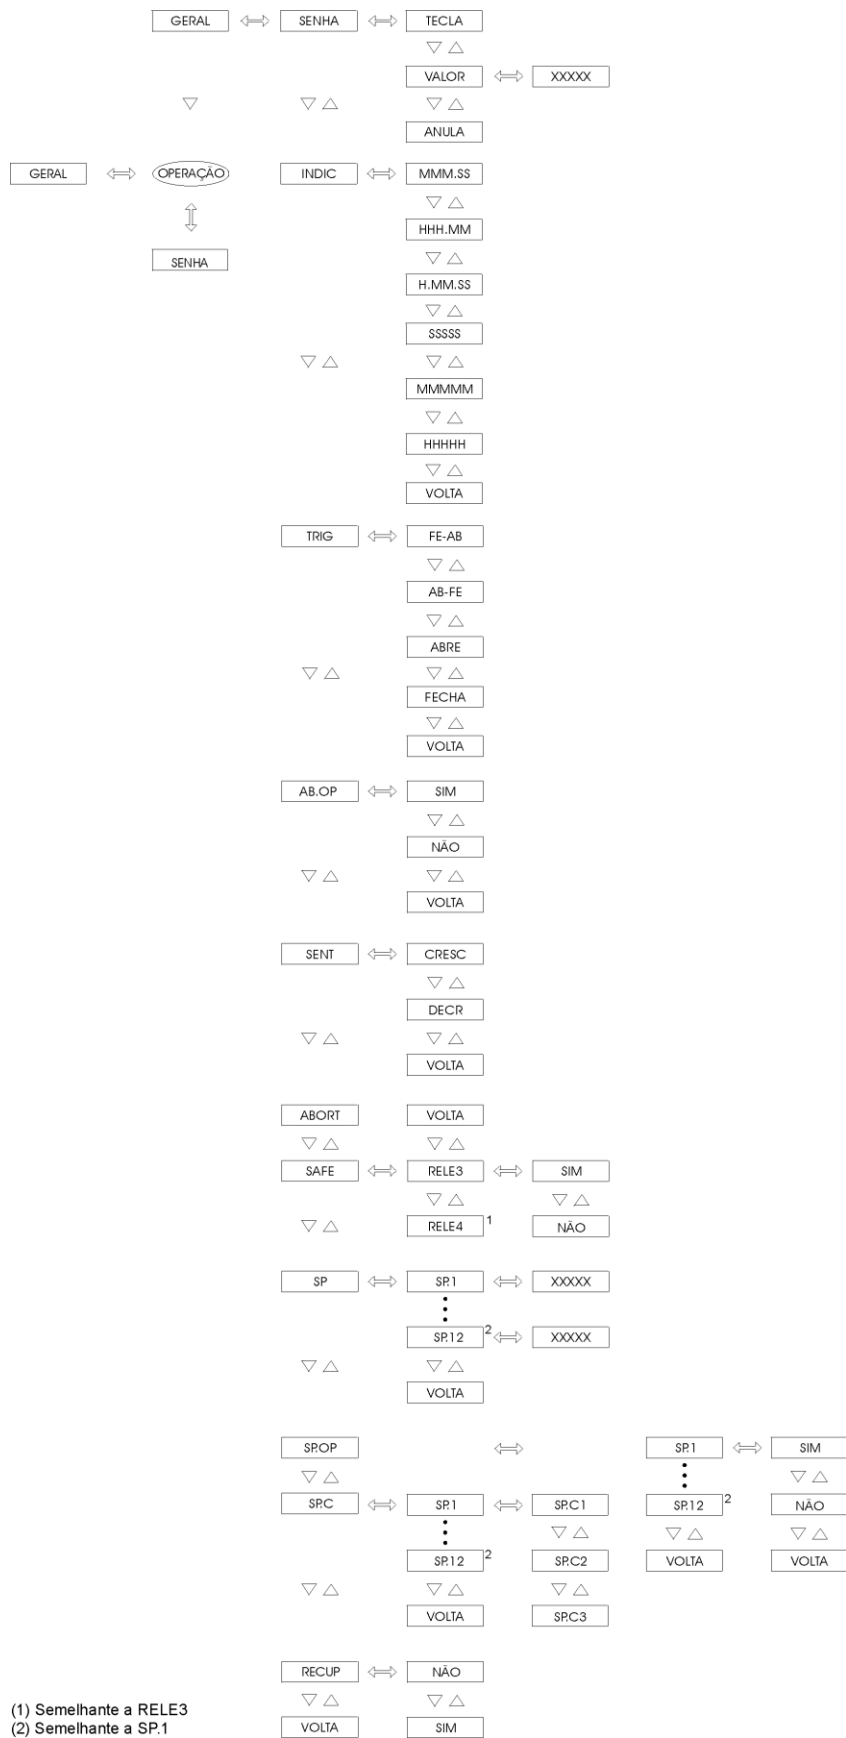 GERAL SENHA TECLA
VALOR XXXXX
ANULA
GERAL OPERAÇÃO INDIC MMM.SS
HHH.MM
SENHA
H.MM.SS
SSSSS
MMMMM
HHHHH
VOLTA
TRIG FE-AB
AB-FE
ABRE
FECHA
VOLTA
AB.OP SIM
NÃO
VOLTA
SENT CRESC
DECR
VOLTA
ABORT VOLTA
SAFE RELE3 SIM
RELE4 1 NÃO
SP SP.1 XXXXX
SP.12 2 XXXXX
VOLTA
SP.OP SP.1 SIM
SP.C SP.1 SP.C1 SP.12 2 NÃO
SP.12 2 SP.C2 VOLTA VOLTA
VOLTA SP.C3
RECUP NÃO
VOLTA SIM
(1) Semelhante a RELE3
(2) Semelhante a SP.1